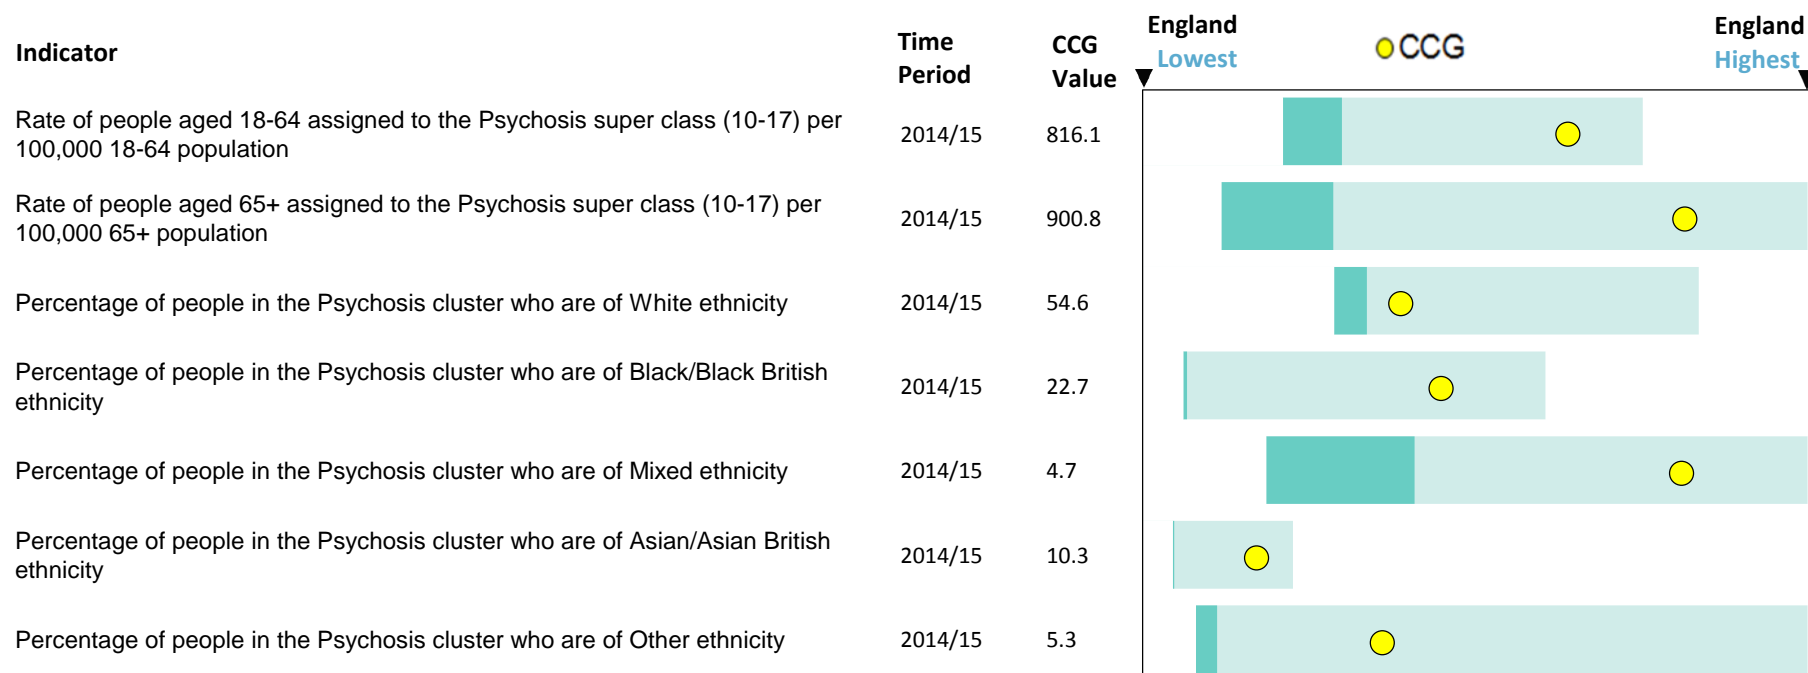 Indicator
Time
Period
CCG
Value
England
Lowest
CCG
England
Highest
Rate of people aged 18-64 assigned to the Psychosis super class (10-17) per
100,000 18-64 population
2014/15
816.1
Rate of people aged 65+ assigned to the Psychosis super class (10-17) per
100,000 65+ population
2014/15
900.8
Percentage of people in the Psychosis cluster who are of White ethnicity
2014/15
54.6
Percentage of people in the Psychosis cluster who are of Black/Black British
ethnicity
2014/15
22.7
Percentage of people in the Psychosis cluster who are of Mixed ethnicity
2014/15
4.7
Percentage of people in the Psychosis cluster who are of Asian/Asian British
ethnicity
2014/15
10.3
Percentage of people in the Psychosis cluster who are of Other ethnicity
2014/15
5.3